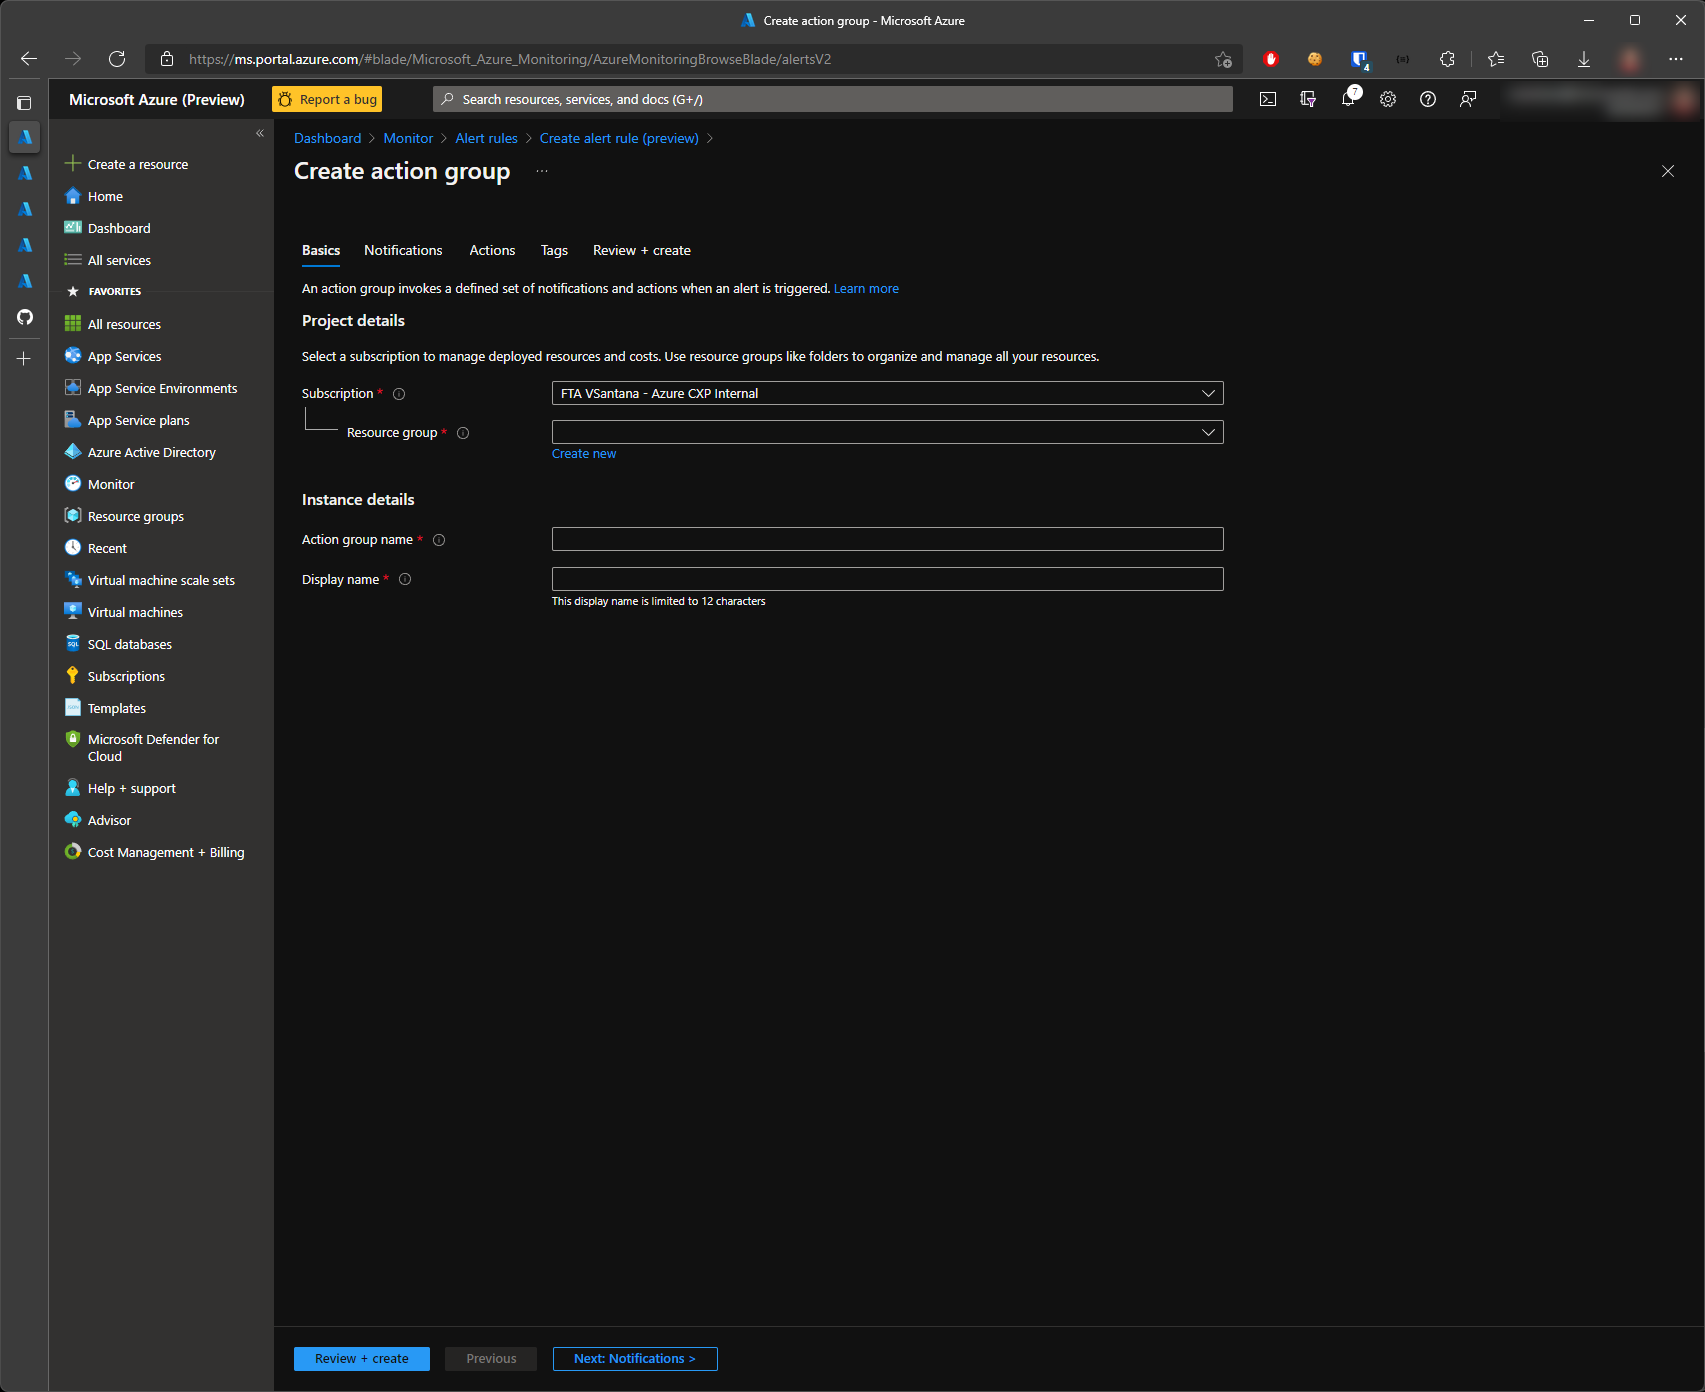 Create action group - Microsoft Azure
https://ms.portal.azure.com/#blade/Microsoft_Azure_Monitoring/AzureMonitoringBrowseBlade/alertsV2
4
Microsoft Azure (Preview)
Report a bug
Search resources, services, and docs (G+/)
7
Create a resource
Home
Dashboard
All services
FAVORITES
All resources
App Services
App Service Environments
App Service plans
Azure Active Directory
Monitor
Resource groups
Recent
Virtual machine scale sets
Virtual machines
SQL databases
Subscriptions
Templates
Microsoft Defender for
Cloud
Help + support
Advisor
Cost Management + Billing
Dashboard > Monitor > Alert rules > Create alert rule (preview) >
Create action group ...
Basics Notifications Actions Tags Review + create
An action group invokes a defined set of notifications and actions when an alert is triggered. Learn more
Project details
Select a subscription to manage deployed resources and costs. Use resource groups like folders to organize and manage all your resources.
Subscription *
FTA VSantana - Azure CXP Internal
Resource group *
Create new
Instance details
Action group name *
Display name *
This display name is limited to 12 characters
Review + create Previous Next: Notifications >